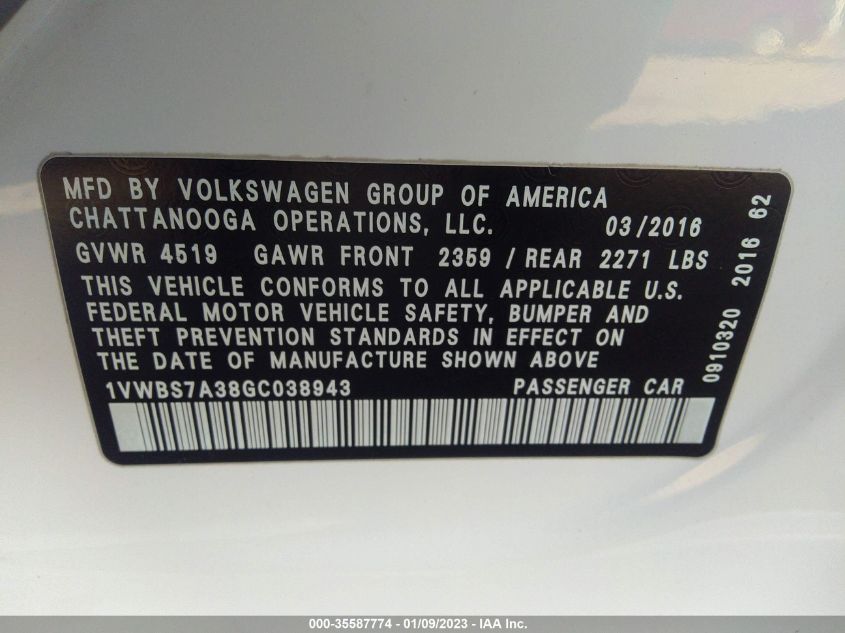 MFD BY VOLKSWAGEN GROUP OF AMERICA
CHATTANOOGA OPERATIONS, LLC. 03/2016
GVWR 4519 GAWR FRONT 2359 / REAR 2271 LBS
THIS VEHICLE CONFORMS TO ALL APPLICABLE U.S.
FEDERAL MOTOR VEHICLE SAFETY, BUMPER AND
THEFT PREVENTION STANDARDS IN EFFECT ON
THE DATE OF MANUFACTURE SHOWN ABOVE
1VWBS7A38GC038943 PASSENGER CAR
0910320 2016 62
000-35587774 - 01/09/2023 - IAA Inc.